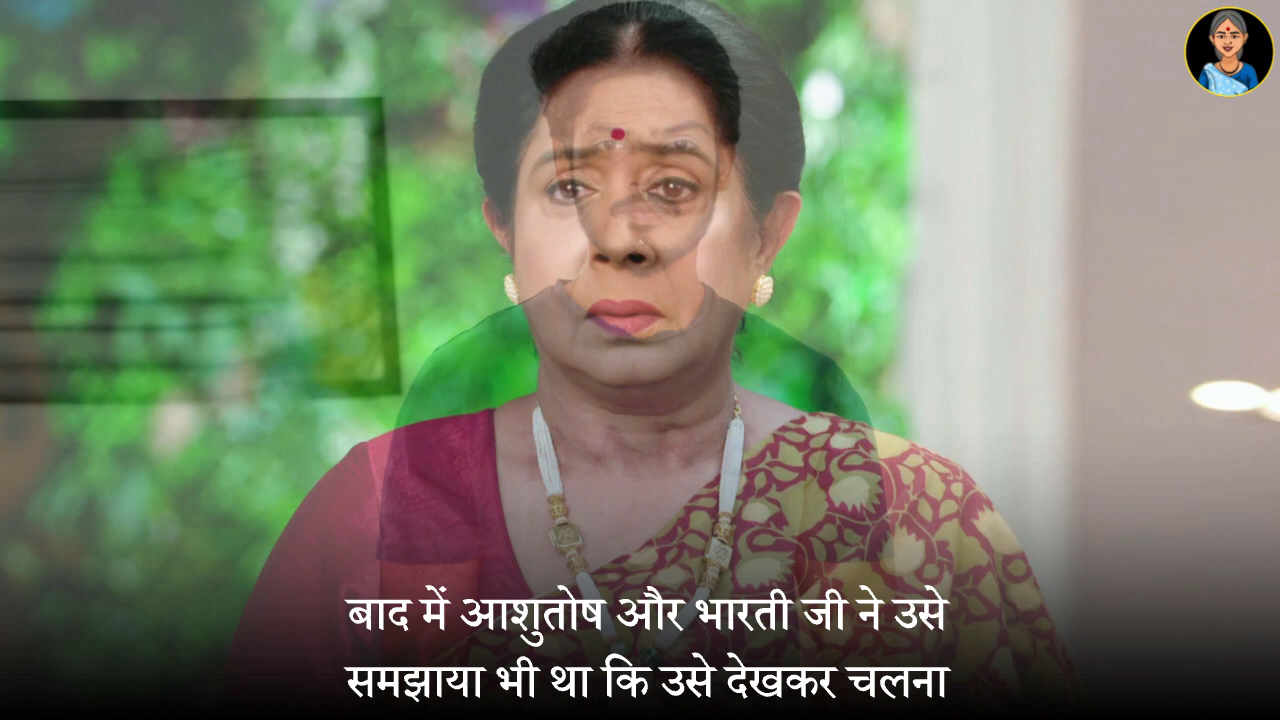 बाद में आशुतोष और भारती जी ने उसे
समझाया भी था कि उसे देखकर चलना